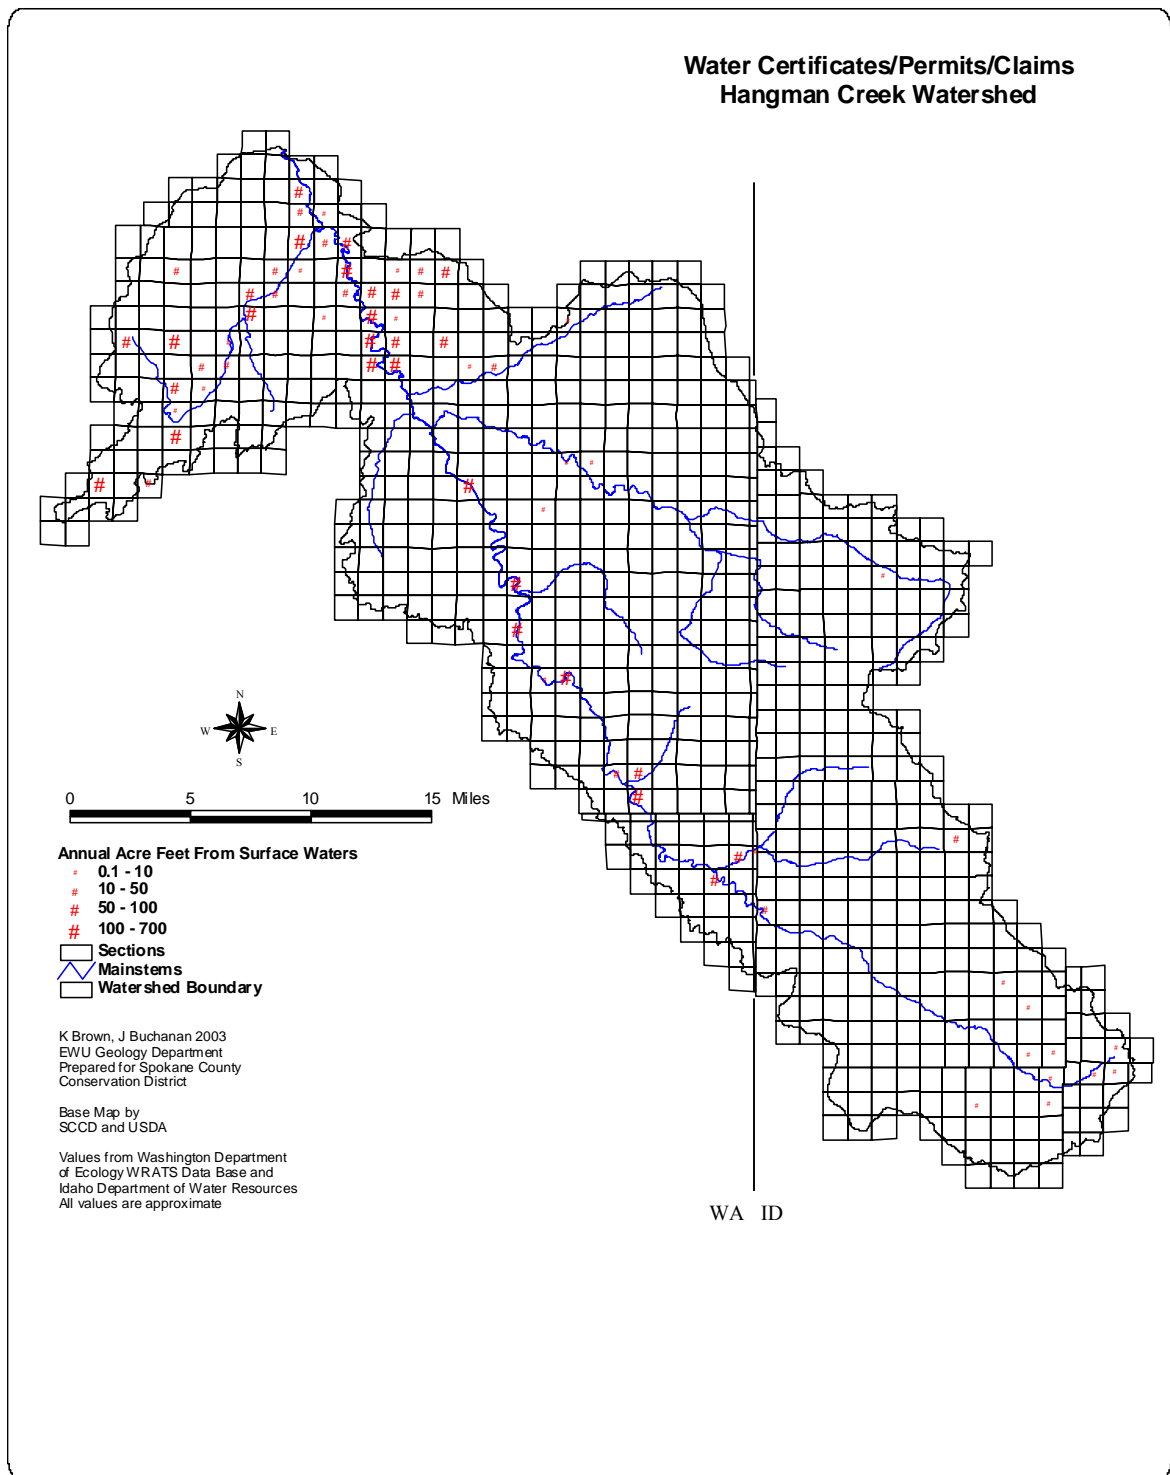 Water Certificates/Permits/Claims
Hangman Creek Watershed
N
W E
S
0 5 10 15 Miles
Annual Acre Feet From Surface Waters
# 0.1 - 10
# 10 - 50
# 50 - 100
# 100 - 700
Sections
Mainstems
Watershed Boundary
K Brown, J Buchanan 2003
EWU Geology Department
Prepared for Spokane County
Conservation District
Base Map by
SCCD and USDA
Values from Washington Department
of Ecology WRATS Data Base and
Idaho Department of Water Resources
All values are approximate
WA ID